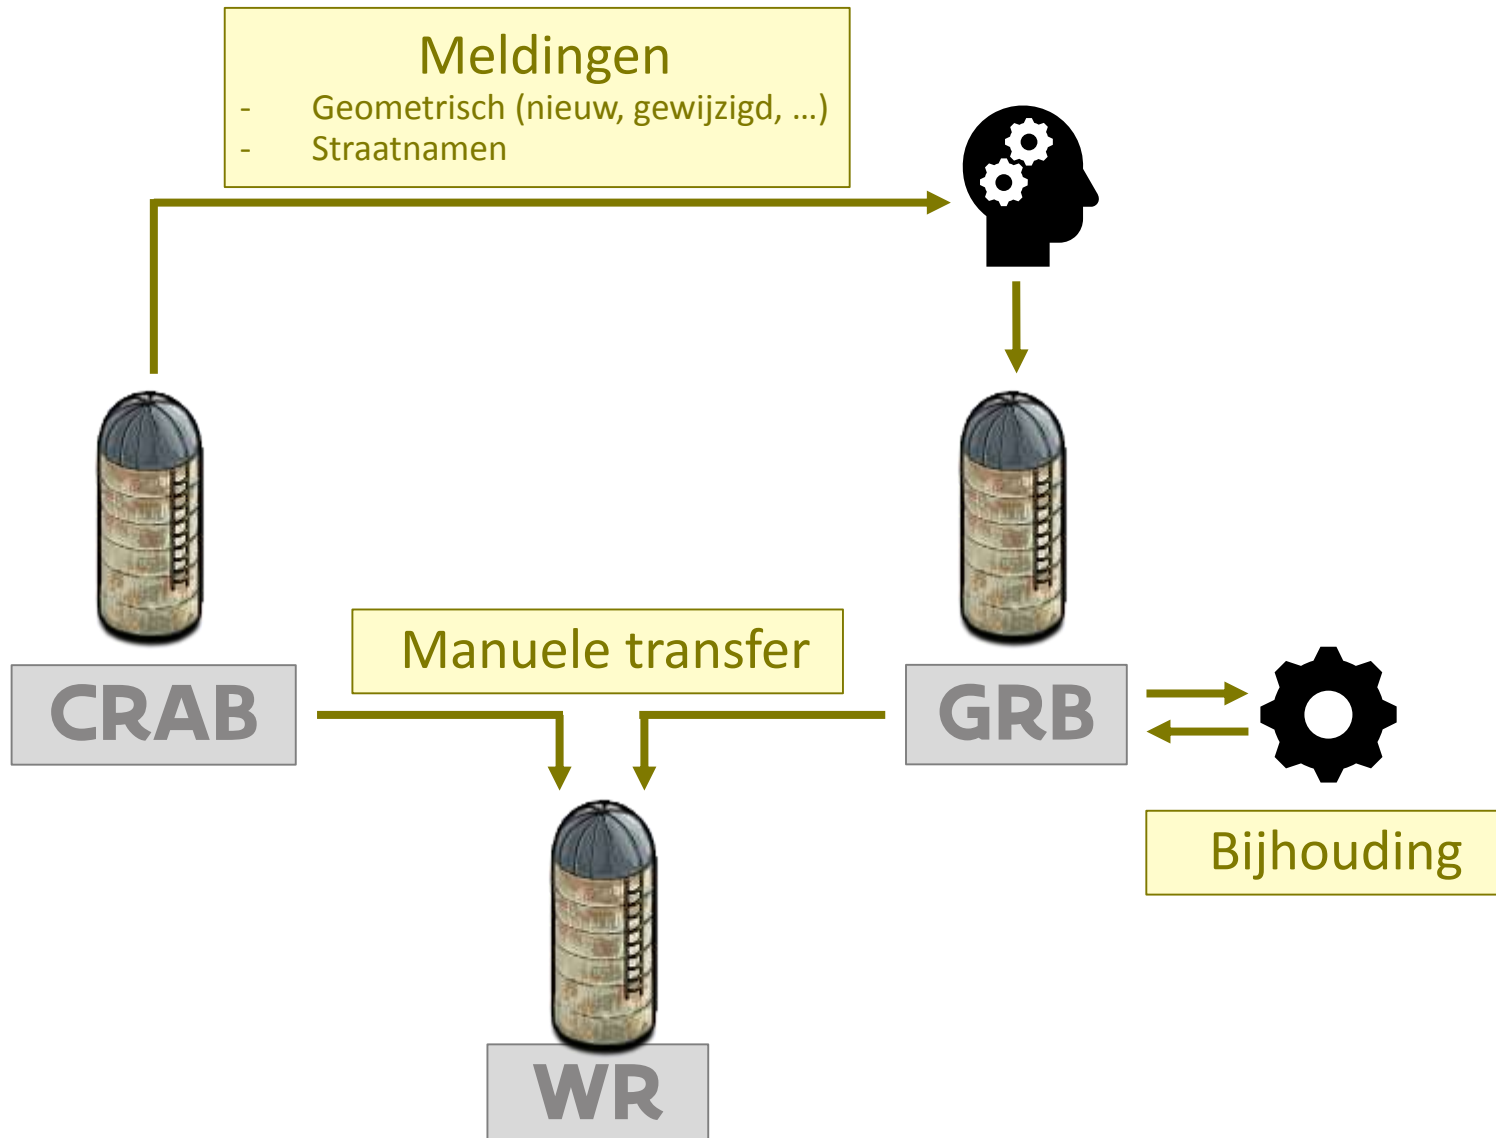 Meldingen
- Geometrisch (nieuw, gewijzigd, ...)
- Straatnamen
Manuele transfer
CRAB
GRB
Bijhouding
WR